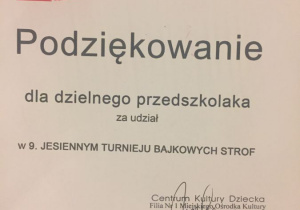 Podziękowanie
dla dzielnego przedszkolaka
za udział
w 9. JESIENNYM TURNIEJU BAJKOWYCH STROF
Centrum Kultury Dziecka
Filia Nr 1 Miejskiego Ośrodka Kultury